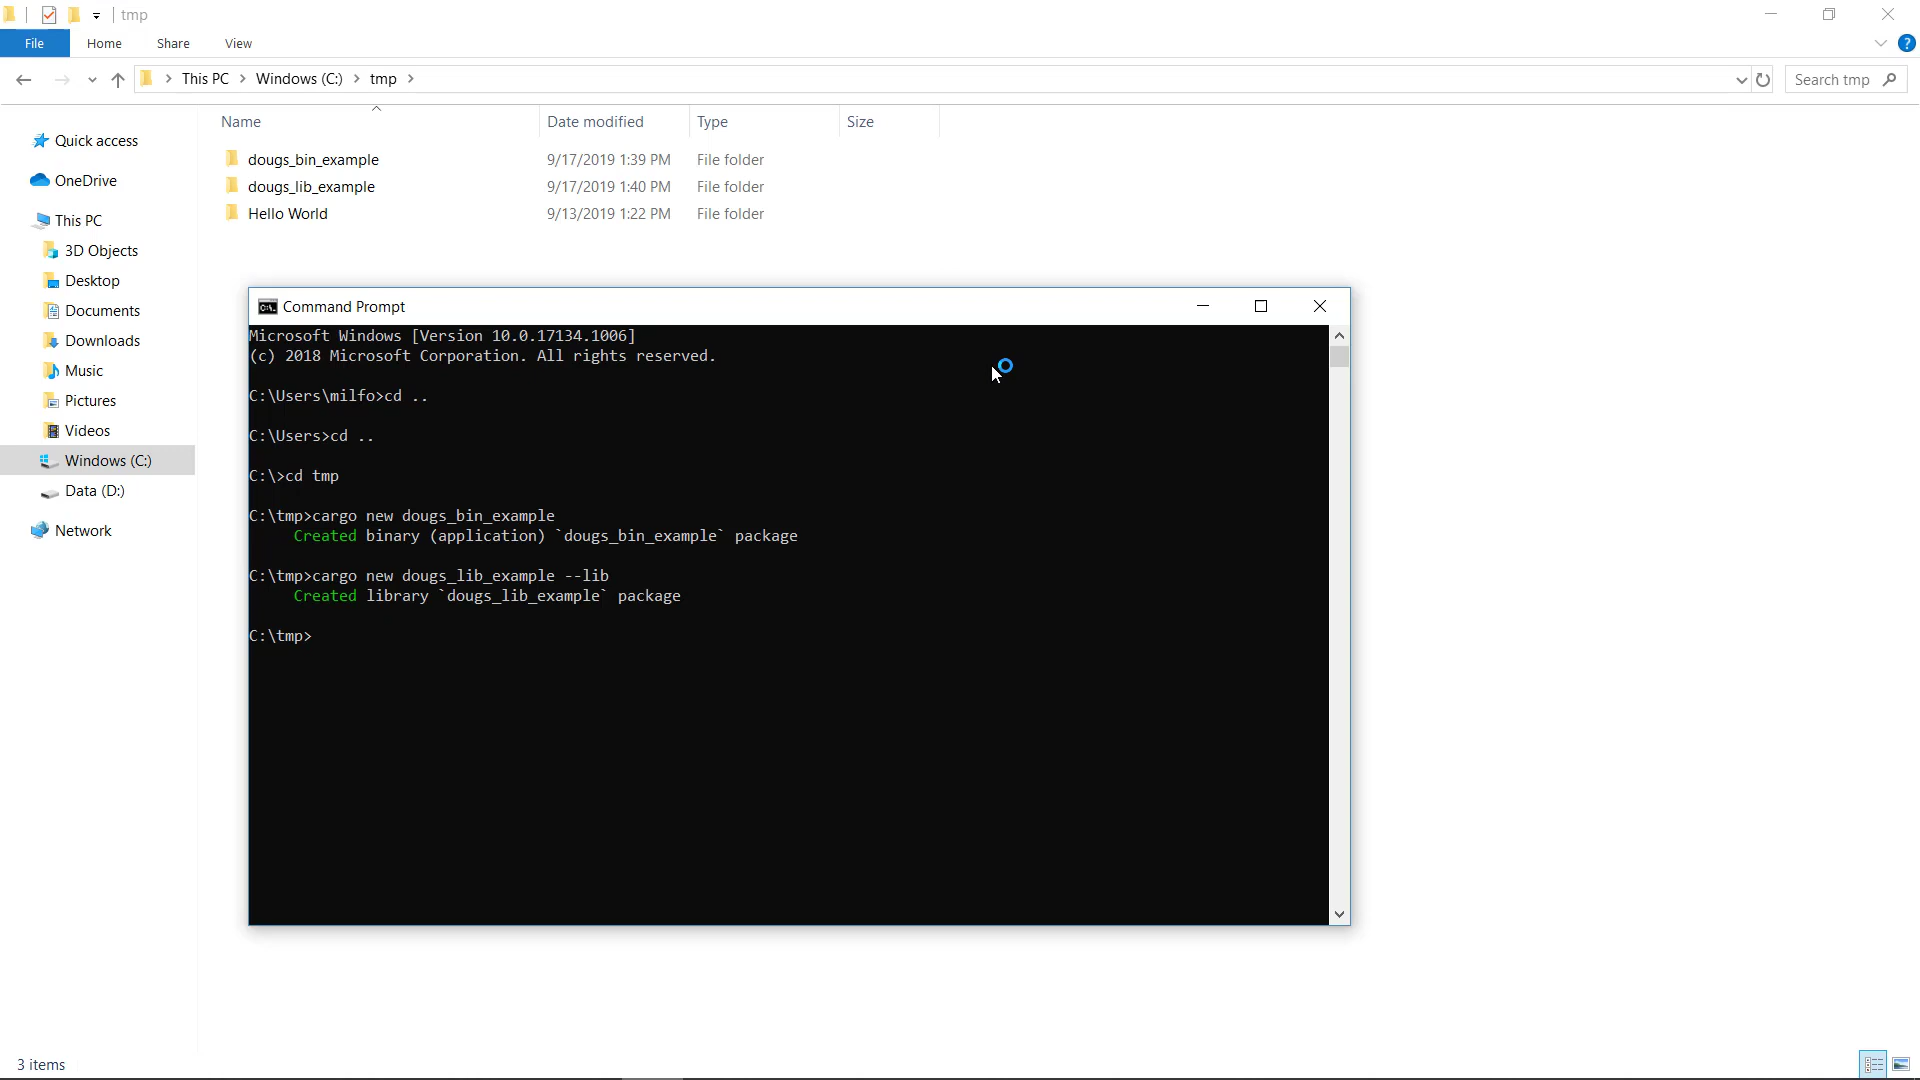 tmp
File Home Share View
This PC Windows (C:) tmp
Search tmp
Name Date modified Type Size
dougs_bin_example 9/17/2019 1:39 PM File folder
dougs_lib_example 9/17/2019 1:40 PM File folder
Hello World 9/13/2019 1:22 PM File folder
Quick access
OneDrive
This PC
3D Objects
Desktop
Documents
Downloads
Music
Pictures
Videos
Windows (C:)
Data (D:)
Network
Command Prompt
Microsoft Windows [Version 10.0.17134.1006]
(c) 2018 Microsoft Corporation. All rights reserved.
C:\Users\milfo>cd ..
C:\Users>cd ..
C:\>cd tmp
C:\tmp>cargo new dougs_bin_example
Created binary (application) `dougs_bin_example` package
C:\tmp>cargo new dougs_lib_example --lib
Created library `dougs_lib_example` package
C:\tmp>
3 items